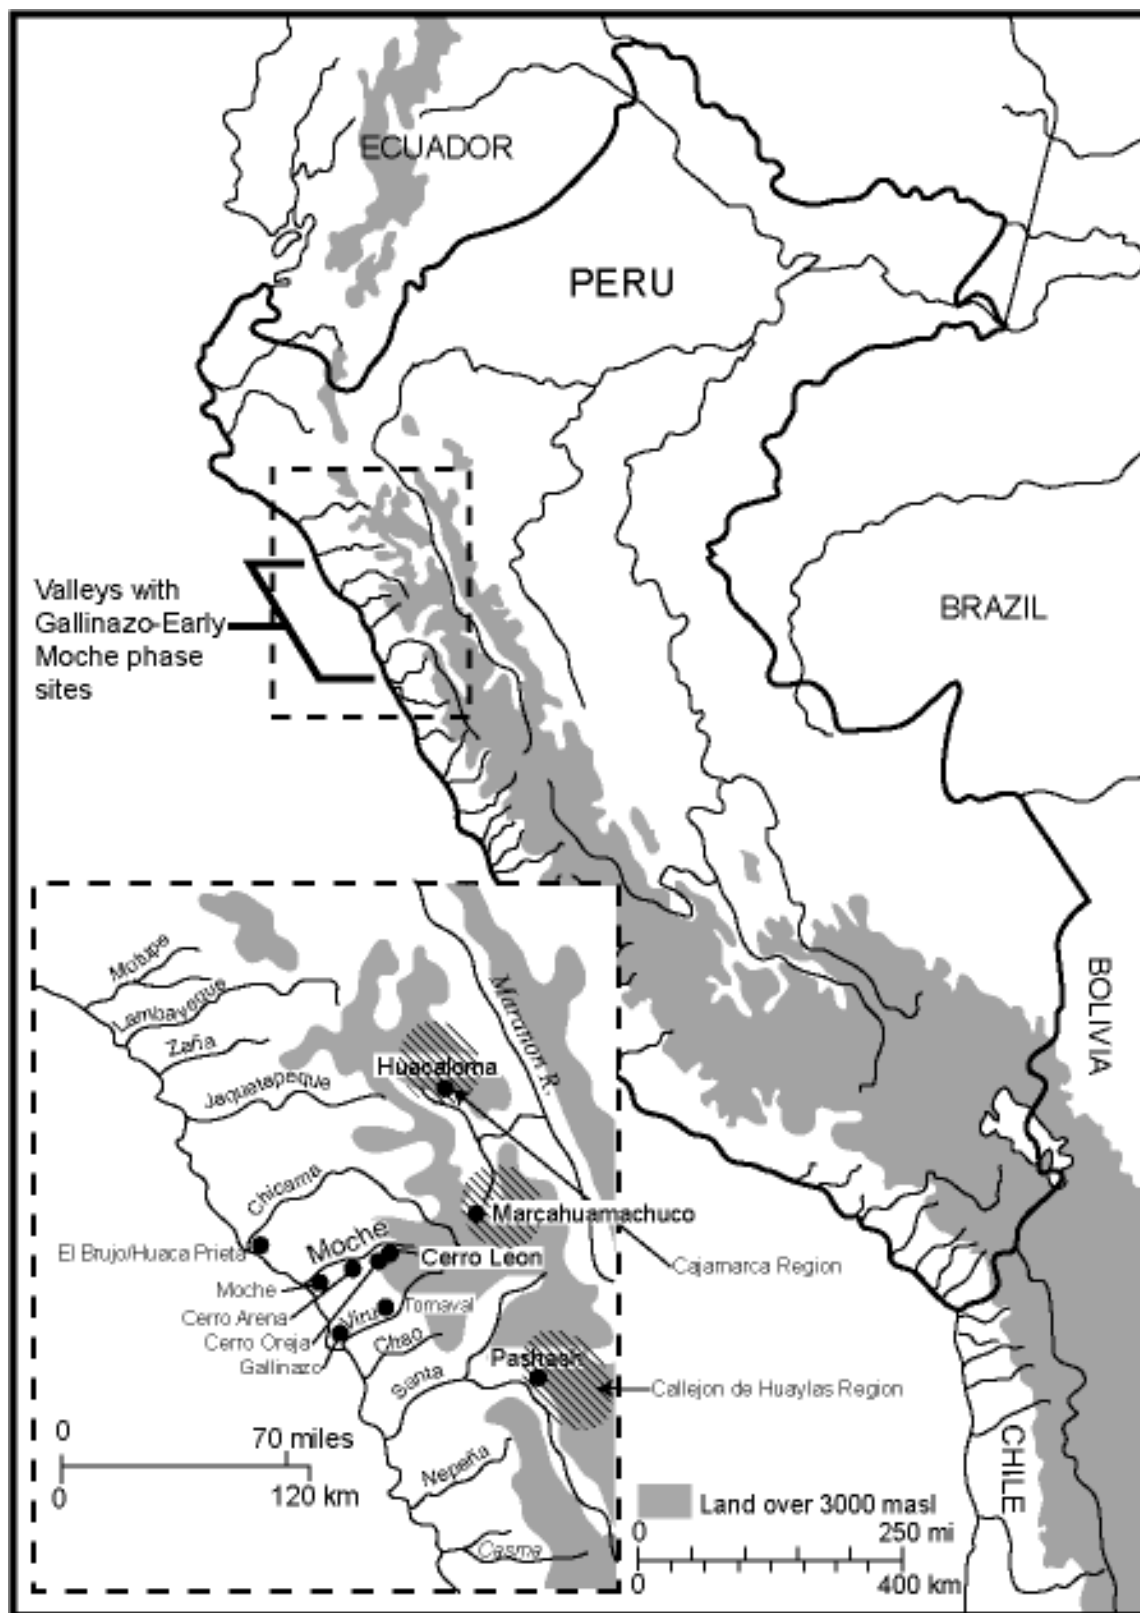 ECUADOR
PERU
Valleys with
Gallinazo-Early
Moche phase
sites
BRAZIL
BOLIVIA
CHILE
Motupe
Lambayeque
Zaña
Jaquatapeque
Marañon R.
Huacaloma
Chicama
Marcahuamachuco
El Brujo/Huaca Prieta
Moche
Cerro Leon
Cajamarca Region
Moche
Cerro Arena
Cerro Oreja
Gallinazo
Viru
Tomaval
Chao
Santa
Pashash
Callejon de Huaylas Region
Nepeña
Casma
0
70 miles
0
120 km
Land over 3000 masl
0
250 mi
0
400 km